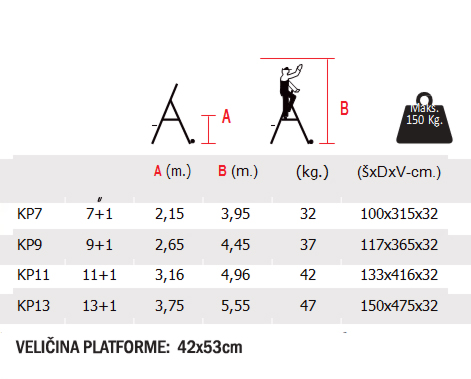 A
B
Maks.
150 Kg.
A (m.) B (m.) (kg.) (šxDxV-cm.)
KP7 7+1 2,15 3,95 32 100x315x32
KP9 9+1 2,65 4,45 37 117x365x32
KP11 11+1 3,16 4,96 42 133x416x32
KP13 13+1 3,75 5,55 47 150x475x32
VELIČINA PLATFORME: 42x53cm